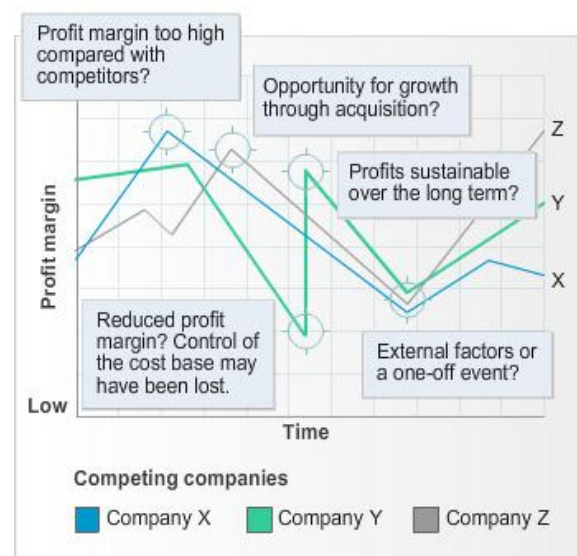 Profit margin too high
compared with
competitors?
Opportunity for growth
through acquisition?
Profits sustainable
over the long term?
Z
Y
X
Profit margin
Reduced profit
margin? Control of
the cost base may
have been lost.
External factors or
a one-off event?
Low
Time
Competing companies
Company X Company Y Company Z